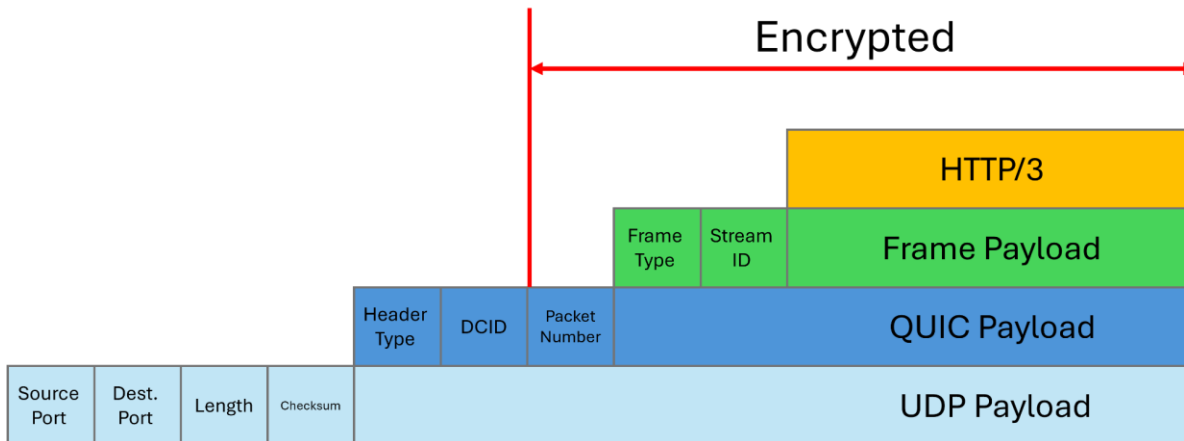 Encrypted
HTTP/3
Frame
Type
Stream
ID
Frame Payload
Header
Type
DCID
Packet
Number
QUIC Payload
Source
Port
Dest.
Port
Length
Checksum
UDP Payload